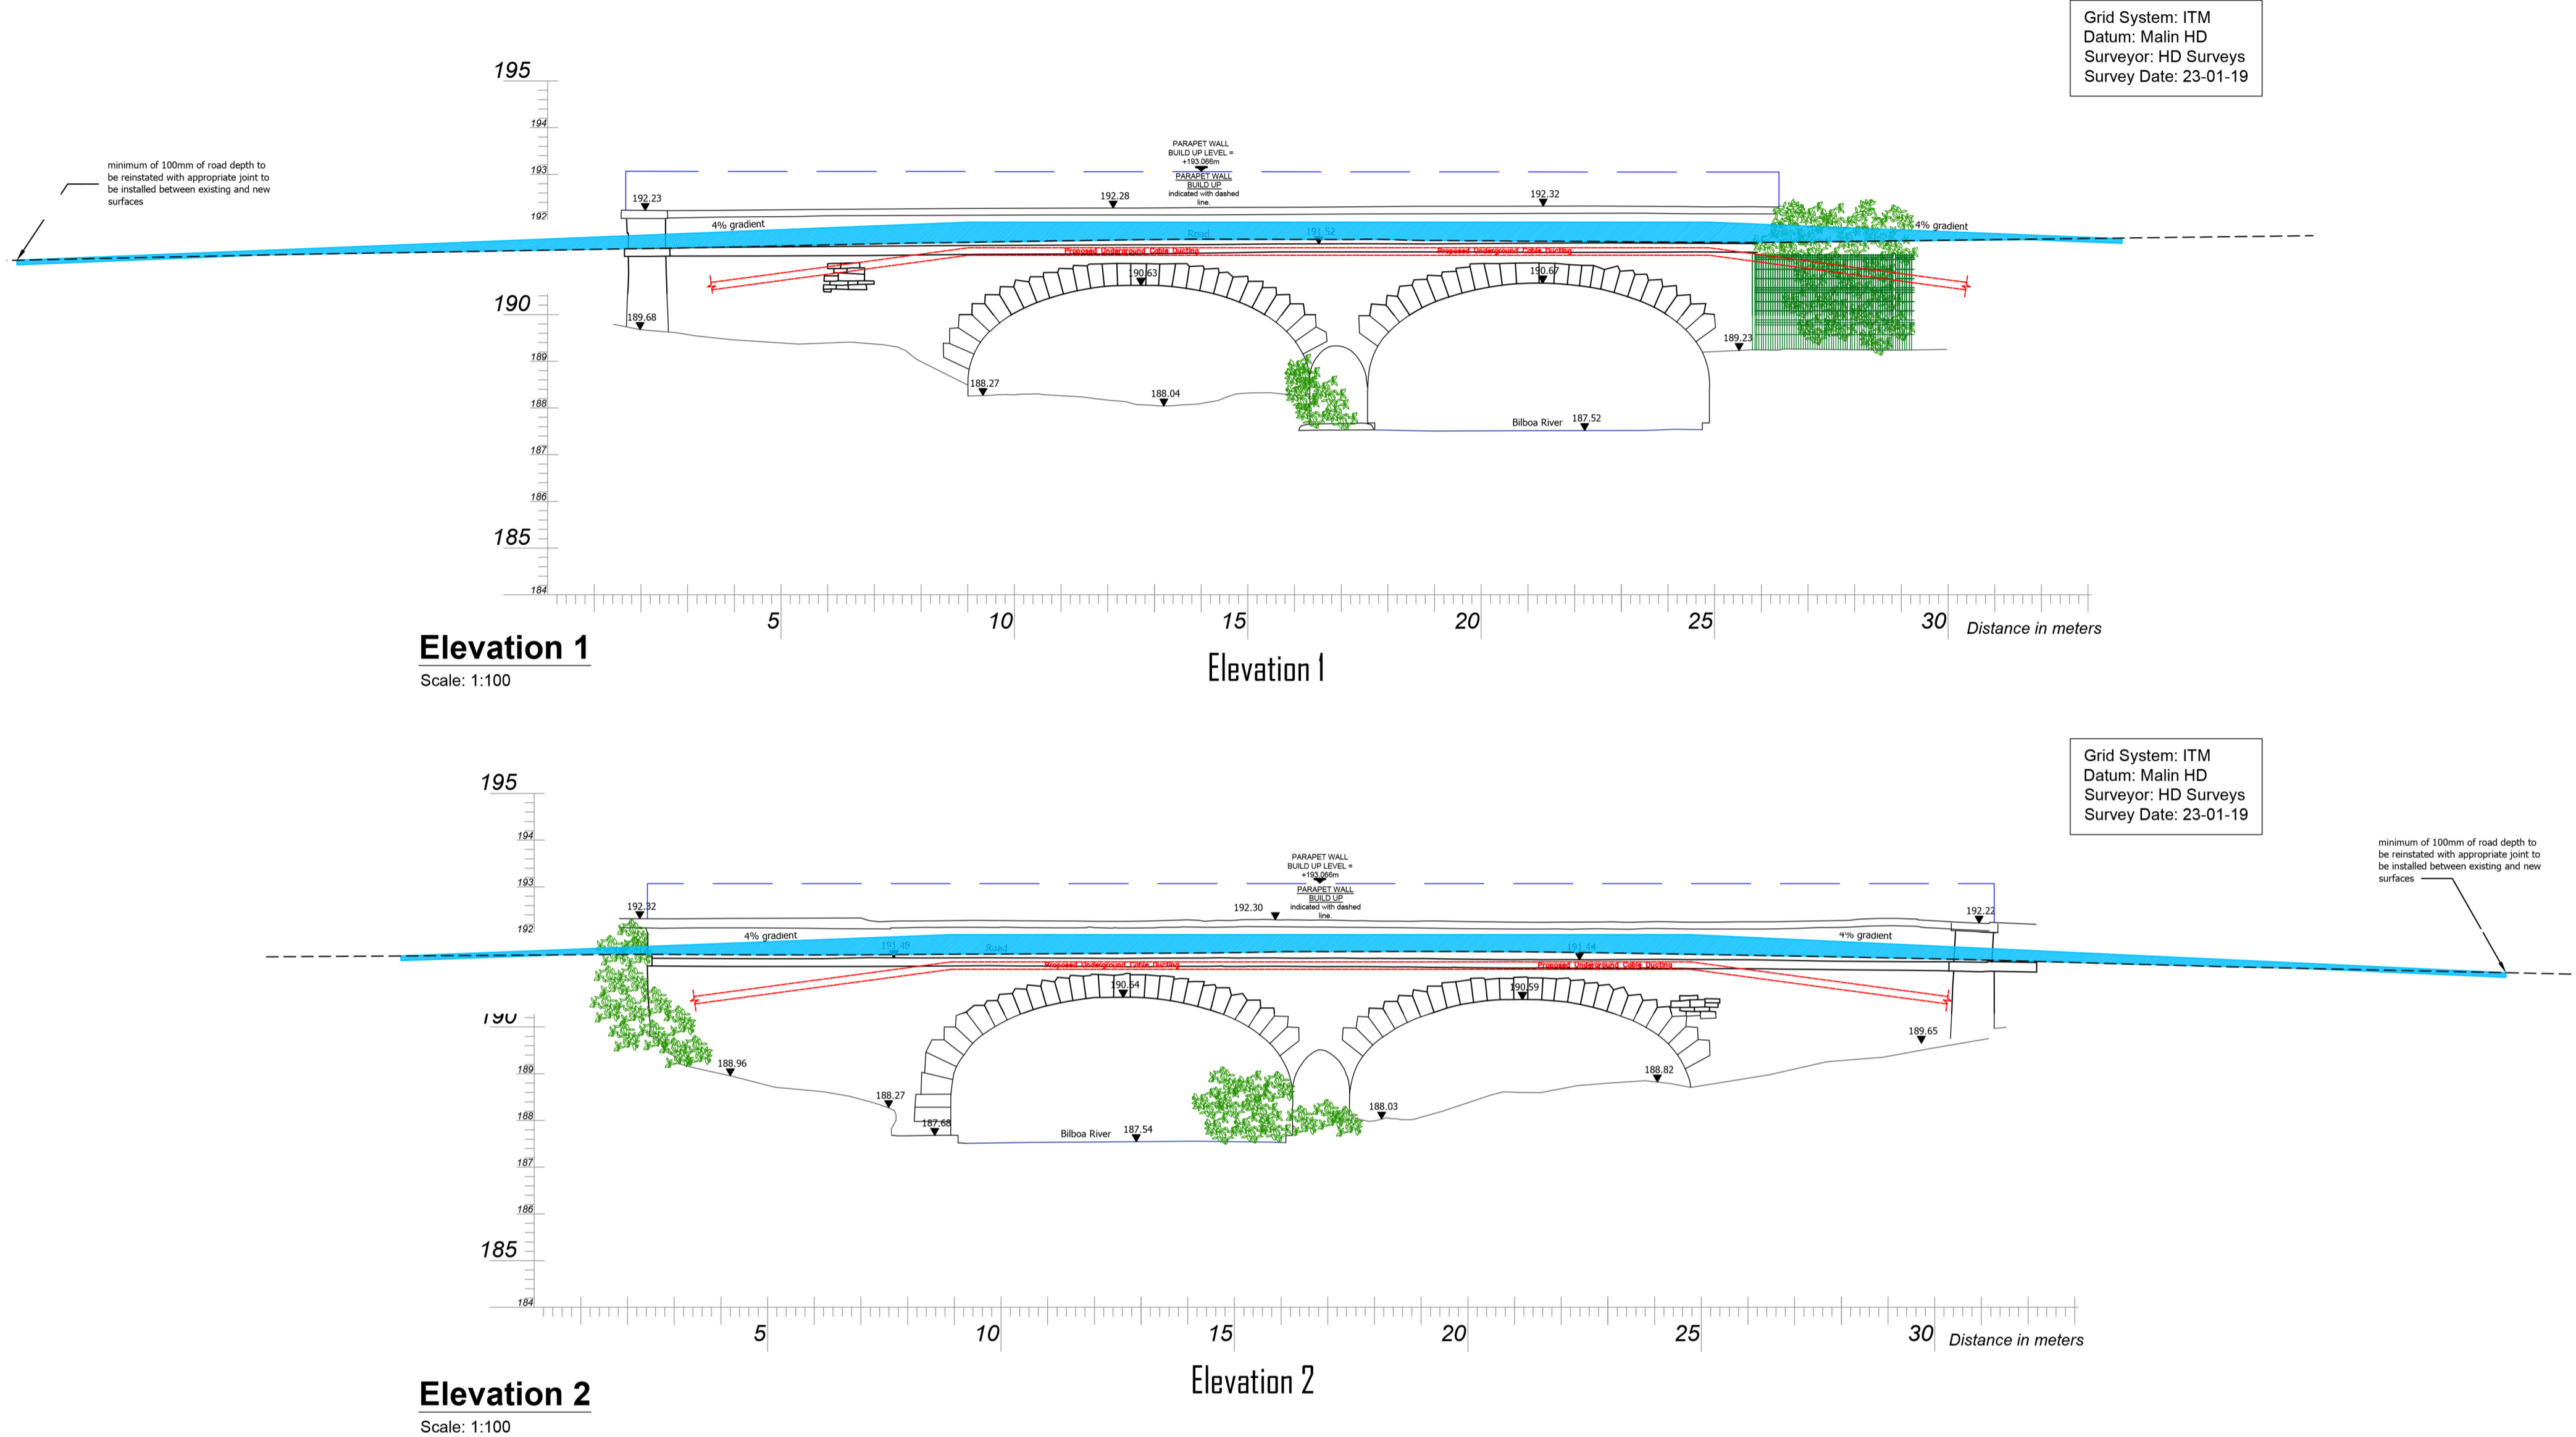 Grid System: ITM
Datum: Malin HD
Surveyor: HD Surveys
Survey Date: 23-01-19
195
194
193
192
190
189
188
187
186
185
184
minimum of 100mm of road depth to
be reinstated with appropriate joint to
be installed between existing and new
surfaces
PARAPET WALL
BUILD UP LEVEL =
+193.066m
PARAPET WALL
BUILD UP
indicated with dashed
line.
192.23
192.28
192.32
4% gradient
4% gradient
Road
191.52
Proposed Underground Cable Ducting
Proposed Underground Cable Ducting
190.63
190.67
189.68
189.23
188.27
188.04
Bilboa River
187.52
5
10
15
20
25
30
Distance in meters
Elevation 1
Scale: 1:100
Elevation 1
Grid System: ITM
Datum: Malin HD
Surveyor: HD Surveys
Survey Date: 23-01-19
195
194
193
192
190
189
188
187
186
185
184
minimum of 100mm of road depth to
be reinstated with appropriate joint to
be installed between existing and new
surfaces
PARAPET WALL
BUILD UP LEVEL =
+193.066m
PARAPET WALL
BUILD UP
indicated with dashed
line.
192.32
192.30
192.22
4% gradient
4% gradient
191.49
Road
191.44
Proposed Underground Cable Ducting
Proposed Underground Cable Ducting
190.64
190.59
189.65
188.96
188.82
188.27
188.03
187.68
Bilboa River
187.54
5
10
15
20
25
30
Distance in meters
Elevation 2
Scale: 1:100
Elevation 2